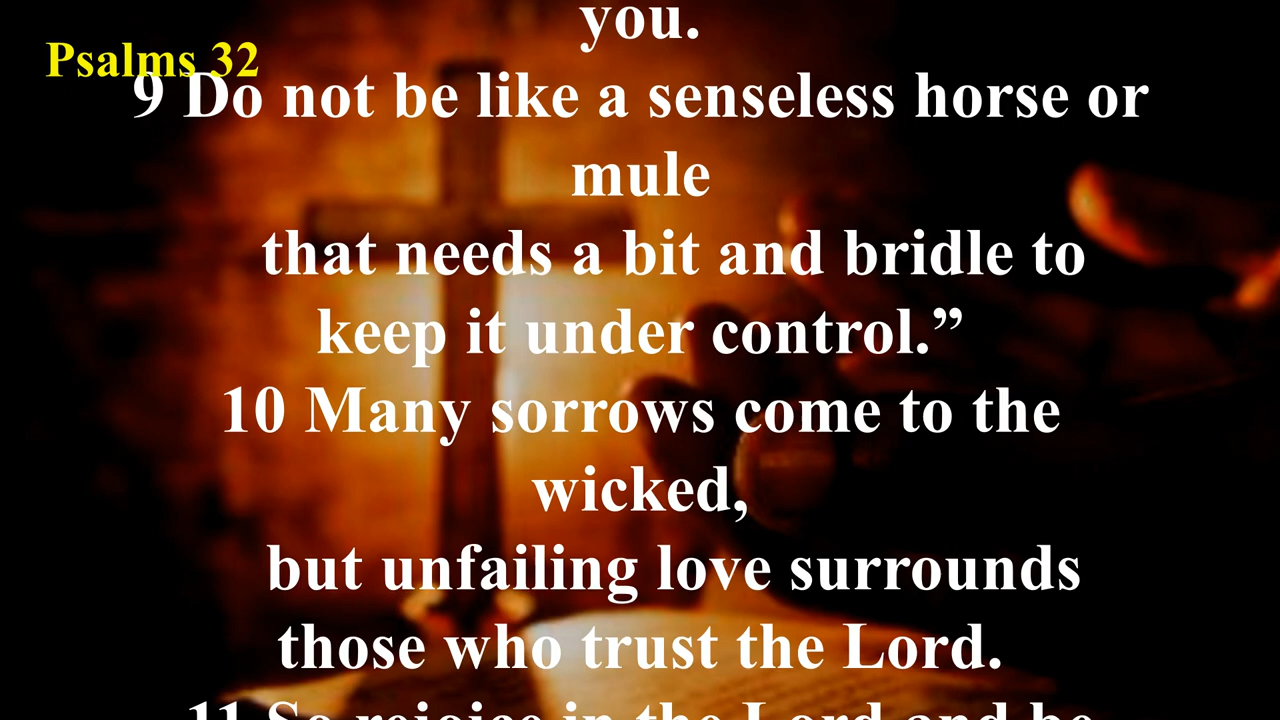 you.
Psalms 32
9 Do not be like a senseless horse or
mule
that needs a bit and bridle to
keep it under control.”
10 Many sorrows come to the
wicked,
but unfailing love surrounds
those who trust the Lord.
11 So rejoice in the Lord and be